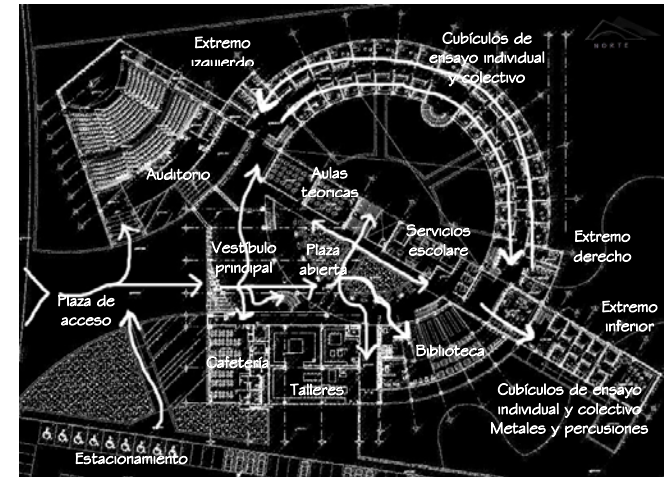 Extremo
izquierdo
Cubículos de
ensayo individual
y colectivo
NORTE
Auditorio
Aulas
teóricas
Vestíbulo
principal
Plaza
abierta
Servicios
escolare
Extremo
derecho
Plaza de
acceso
Extremo
inferior
Cafetería
Talleres
Biblioteca
Cubículos de ensayo
individual y colectivo
Metales y percusiones
Estacionamiento